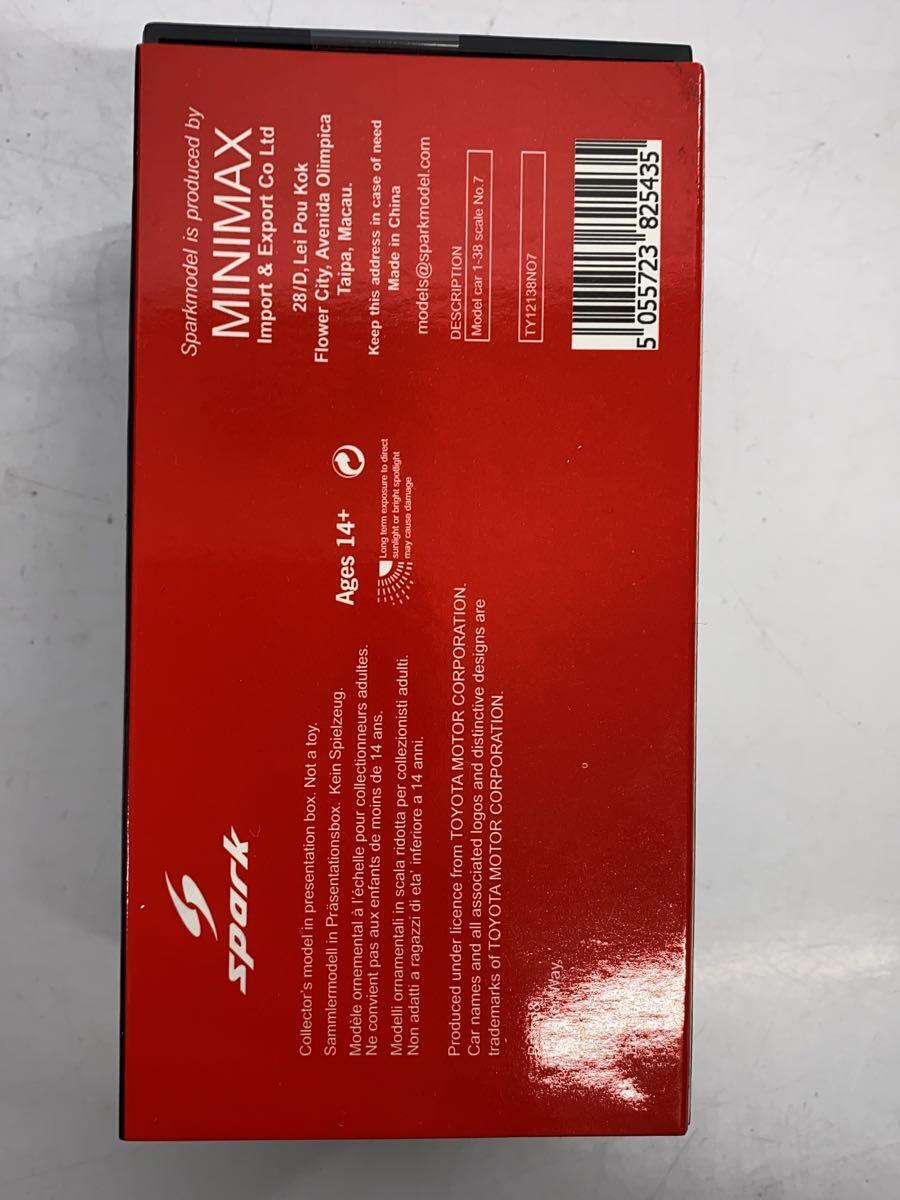 spark
Collector's model in presentation box. Not a toy.
Sammlermodell in Präsentationsbox. Kein Spielzeug.
Modèle ornemental à l'échelle pour collectionneurs adultes.
Ne convient pas aux enfants de moins de 14 ans.
Modelli ornamentali in scala ridotta per collezionisti adulti.
Non adatti a ragazzi di eta' inferiore a 14 anni.
Produced under licence from TOYOTA MOTOR CORPORATION.
Car names and all associated logos and distinctive designs are
trademarks of TOYOTA MOTOR CORPORATION.
Ages 14+
Long term exposure to direct
sunlight or bright spotlight
may cause damage
Sparkmodel is produced by
MINIMAX
Import & Export Co Ltd
28/D, Lei Pou Kok
Flower City, Avenida Olimpica
Taipa, Macau.
Keep this address in case of need
Made in China
models@sparkmodel.com
DESCRIPTION
Model car 1-38 scale No.7
TY12138NO7
5 055723 825435